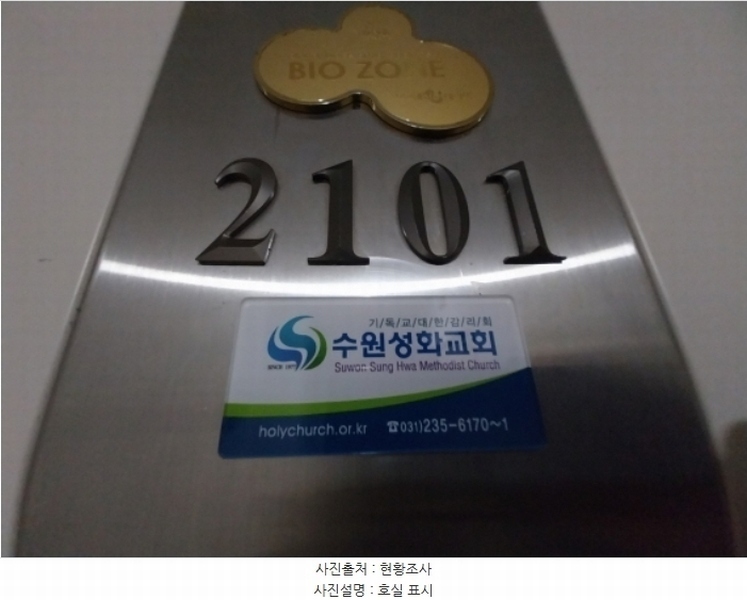 BIO ZONE
2101
기/독/교/대/한/감/리/회
수원성화교회
Suwon Sung Hwa Methodist Church
holychurch.or.kr ☎031)235-6170~1
사진출처 : 현황조사
사진설명 : 호실 표시